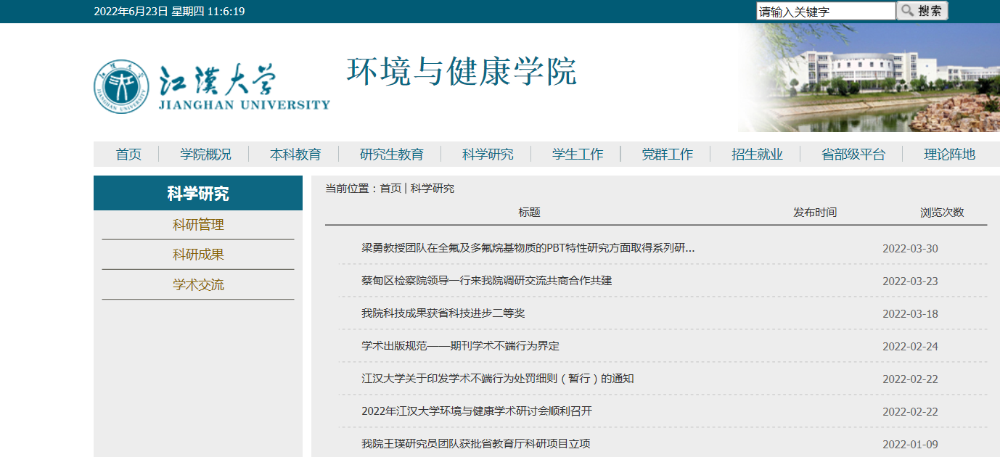 2022年6月23日 星期四 11:6:19
请输入关键字 搜索
江漢大学
JIANGHAN UNIVERSITY
环境与健康学院
首页 学院概况 本科教育 研究生教育 科学研究 学生工作 党群工作 招生就业 省部级平台 理论阵地
科学研究
科研管理
科研成果
学术交流
当前位置：首页 | 科学研究
标题 发布时间 浏览次数
梁勇教授团队在全氟及多氟烷基物质的PBT特性研究方面取得系列研... 2022-03-30
蔡甸区检察院领导一行来我院调研交流共商合作共建 2022-03-23
我院科技成果获省科技进步二等奖 2022-03-18
学术出版规范——期刊学术不端行为界定 2022-02-24
江汉大学关于印发学术不端行为处罚细则（暂行）的通知 2022-02-22
2022年江汉大学环境与健康学术研讨会顺利召开 2022-02-22
我院王璞研究员团队获批省教育厅科研项目立项 2022-01-09